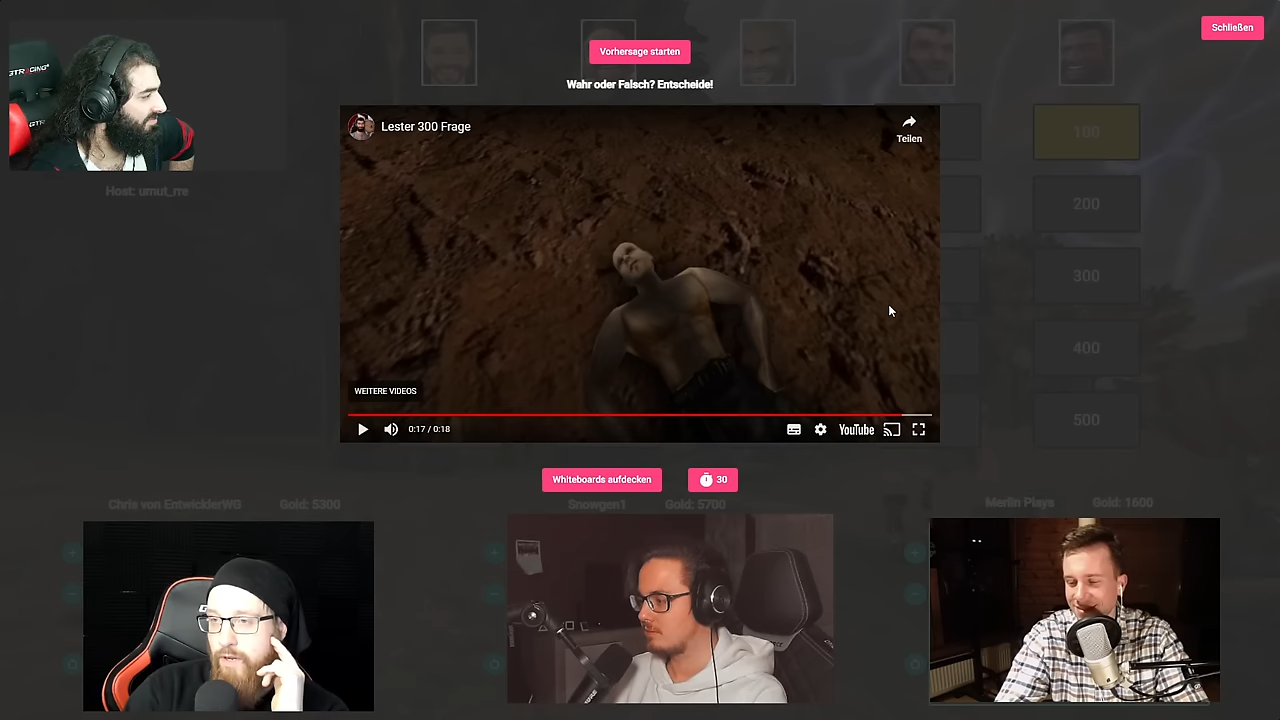 Schließen
Vorhersage starten
Wahr oder Falsch? Entscheide!
Lester 300 Frage
Teilen
GTRACING
GTR
100
Host: umut_rre
200
300
400
500
WEITERE VIDEOS
0:17 / 0:18
YouTube
Whiteboards aufdecken
30
Chris von EntwicklerWG
Gold: 5300
Snowgen1
Gold: 5700
Merlin Plays
Gold: 1600